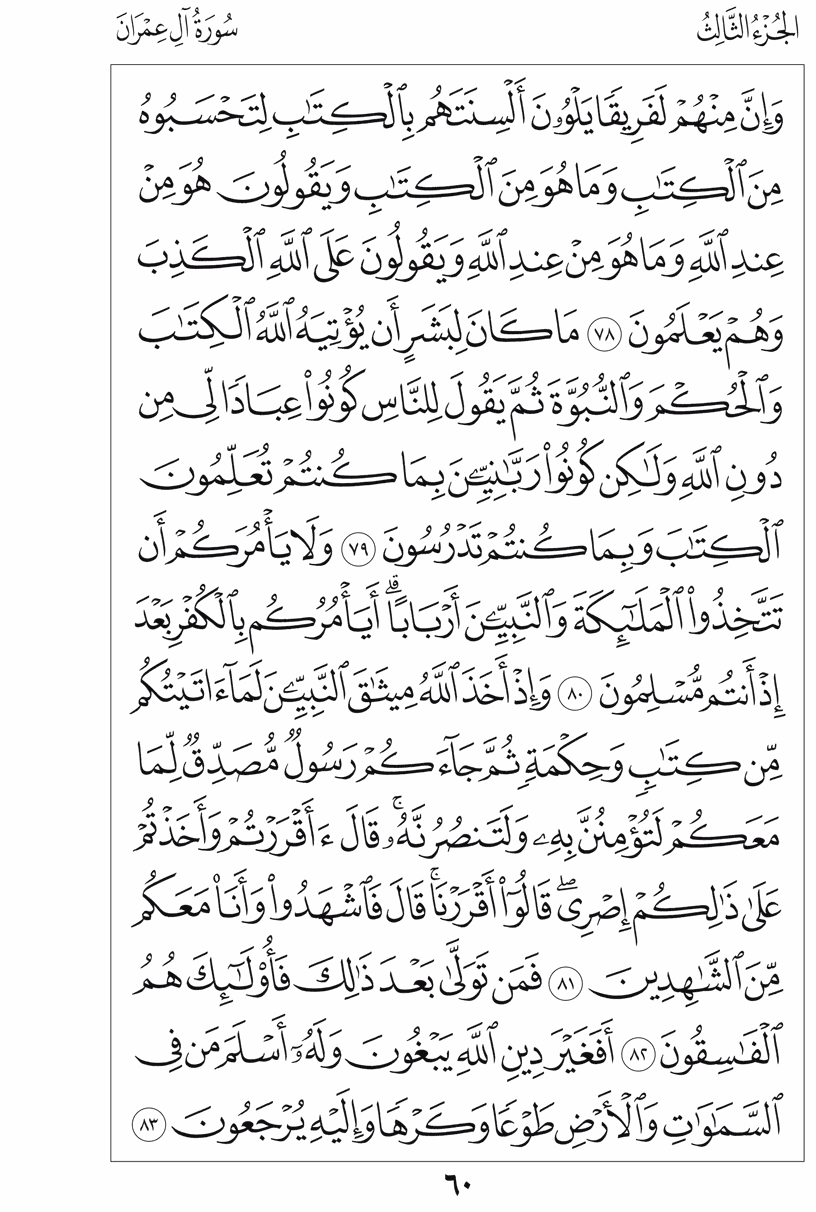 الجُزْءُ الثَّالِثُ
سُورَةُ آلِ عِمْرَانَ
وَإِنَّ مِنْهُمْ لَفَرِيقًا يَلْوُۥنَ أَلْسِنَتَهُم بِٱلْكِتَٰبِ لِتَحْسَبُوهُ
مِنَ ٱلْكِتَٰبِ وَمَا هُوَ مِنَ ٱلْكِتَٰبِ وَيَقُولُونَ هُوَ مِنْ
عِندِ ٱللَّهِ وَمَا هُوَ مِنْ عِندِ ٱللَّهِ وَيَقُولُونَ عَلَى ٱللَّهِ ٱلْكَذِبَ
وَهُمْ يَعْلَمُونَ ٧٨ مَا كَانَ لِبَشَرٍ أَن يُؤْتِيَهُ ٱللَّهُ ٱلْكِتَٰبَ
وَٱلْحُكْمَ وَٱلنُّبُوَّةَ ثُمَّ يَقُولَ لِلنَّاسِ كُونُوا۟ عِبَادًا لِّى مِن
دُونِ ٱللَّهِ وَلَٰكِن كُونُوا۟ رَبَّٰنِيِّۦنَ بِمَا كُنتُمْ تُعَلِّمُونَ
ٱلْكِتَٰبَ وَبِمَا كُنتُمْ تَدْرُسُونَ ٧٩ وَلَا يَأْمُرَكُمْ أَن
تَتَّخِذُوا۟ ٱلْمَلَٰٓئِكَةَ وَٱلنَّبِيِّۦنَ أَرْبَابًا ۗ أَيَأْمُرُكُم بِٱلْكُفْرِ بَعْدَ
إِذْ أَنتُم مُّسْلِمُونَ ٨٠ وَإِذْ أَخَذَ ٱللَّهُ مِيثَٰقَ ٱلنَّبِيِّۦنَ لَمَآ ءَاتَيْتُكُم
مِّن كِتَٰبٍ وَحِكْمَةٍ ثُمَّ جَآءَكُمْ رَسُولٌ مُّصَدِّقٌ لِّمَا
مَعَكُمْ لَتُؤْمِنُنَّ بِهِۦ وَلَتَنصُرُنَّهُۥ ۚ قَالَ ءَأَقْرَرْتُمْ وَأَخَذْتُمْ
عَلَىٰ ذَٰلِكُمْ إِصْرِى ۖ قَالُوٓا۟ أَقْرَرْنَا ۚ قَالَ فَٱشْهَدُوا۟ وَأَنَا۠ مَعَكُم
مِّنَ ٱلشَّٰهِدِينَ ٨١ فَمَن تَوَلَّىٰ بَعْدَ ذَٰلِكَ فَأُو۟لَٰٓئِكَ هُمُ
ٱلْفَٰسِقُونَ ٨٢ أَفَغَيْرَ دِينِ ٱللَّهِ يَبْغُونَ وَلَهُۥٓ أَسْلَمَ مَن فِى
ٱلسَّمَٰوَٰتِ وَٱلْأَرْضِ طَوْعًا وَكَرْهًا وَإِلَيْهِ يُرْجَعُونَ ٨٣
٦٠